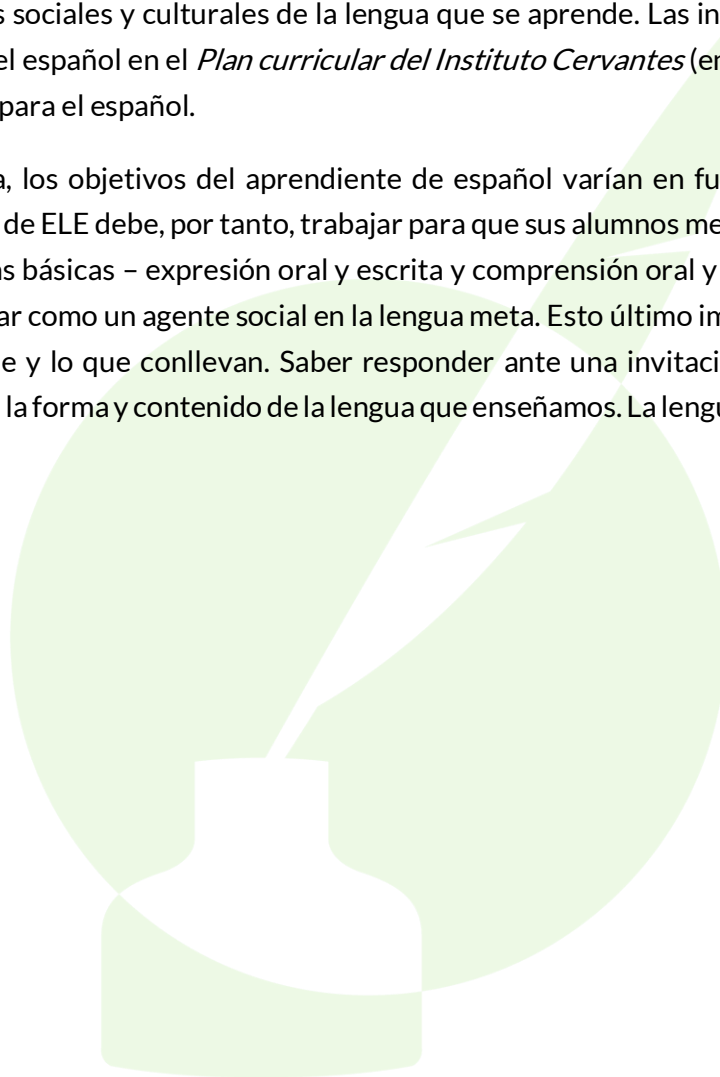 s sociales y culturales de la lengua que se aprende. Las in
el español en el Plan curricular del Instituto Cervantes (en
para el español.
a, los objetivos del aprendiente de español varían en fu
de ELE debe, por tanto, trabajar para que sus alumnos me
as básicas – expresión oral y escrita y comprensión oral y
ar como un agente social en la lengua meta. Esto último im
e y lo que conllevan. Saber responder ante una invitaci
la forma y contenido de la lengua que enseñamos. La lengu